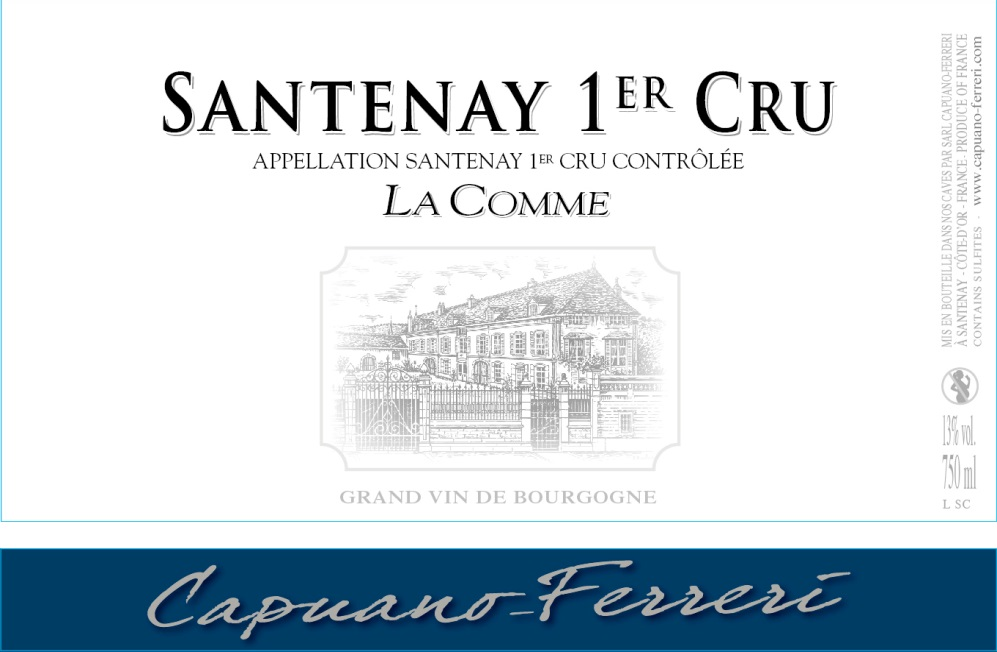 SANTENAY 1ER CRU
APPELLATION SANTENAY 1ER CRU CONTRÔLÉE
LA COMME
GRAND VIN DE BOURGOGNE
MIS EN BOUTEILLE DANS NOS CAVES PAR SARL CAPUANO-FERRERI
À SANTENAY - CÔTE-D'OR - FRANCE - PRODUCE OF FRANCE
CONTAINS SULFITES - www.capuano-ferreri.com
13% vol.
750 ml
L SC
Capuano-Ferreri